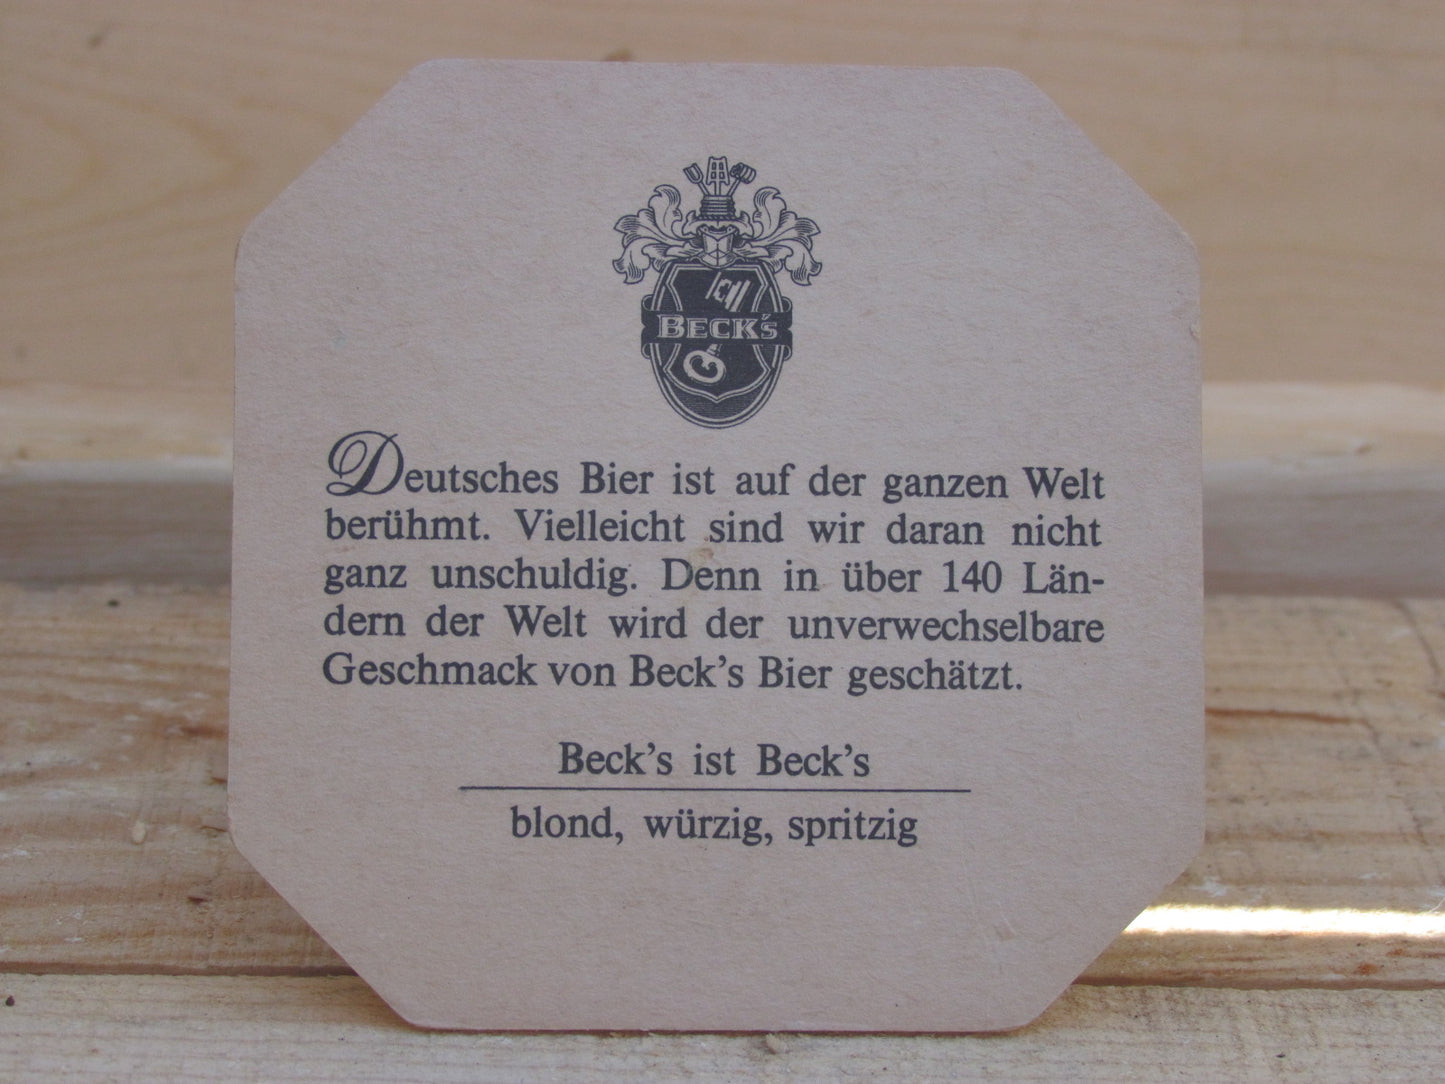 BECK's
Deutsches Bier ist auf der ganzen Welt
berühmt. Vielleicht sind wir daran nicht
ganz unschuldig. Denn in über 140 Län-
dern der Welt wird der unverwechselbare
Geschmack von Beck's Bier geschätzt.
Beck's ist Beck's
blond, würzig, spritzig